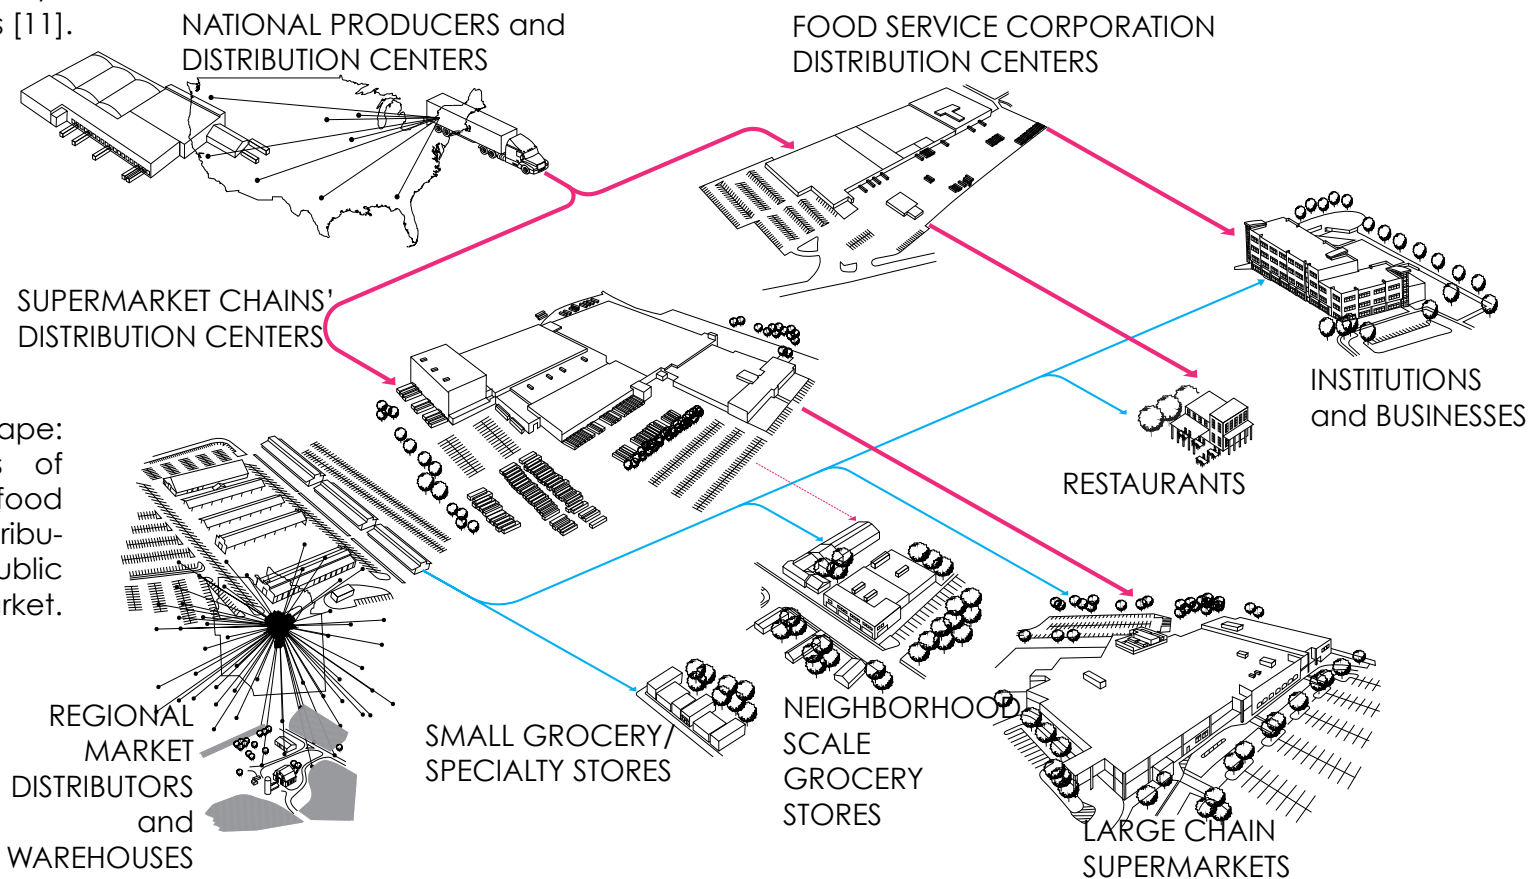 s [11].
NATIONAL PRODUCERS and
DISTRIBUTION CENTERS
FOOD SERVICE CORPORATION
DISTRIBUTION CENTERS
SUPERMARKET CHAINS'
DISTRIBUTION CENTERS
INSTITUTIONS
and BUSINESSES
ape:
s of
food
tribu-
ublic
arket.
RESTAURANTS
REGIONAL
MARKET
DISTRIBUTORS
and
WAREHOUSES
SMALL GROCERY/
SPECIALTY STORES
NEIGHBORHOOD
SCALE
GROCERY
STORES
LARGE CHAIN
SUPERMARKETS